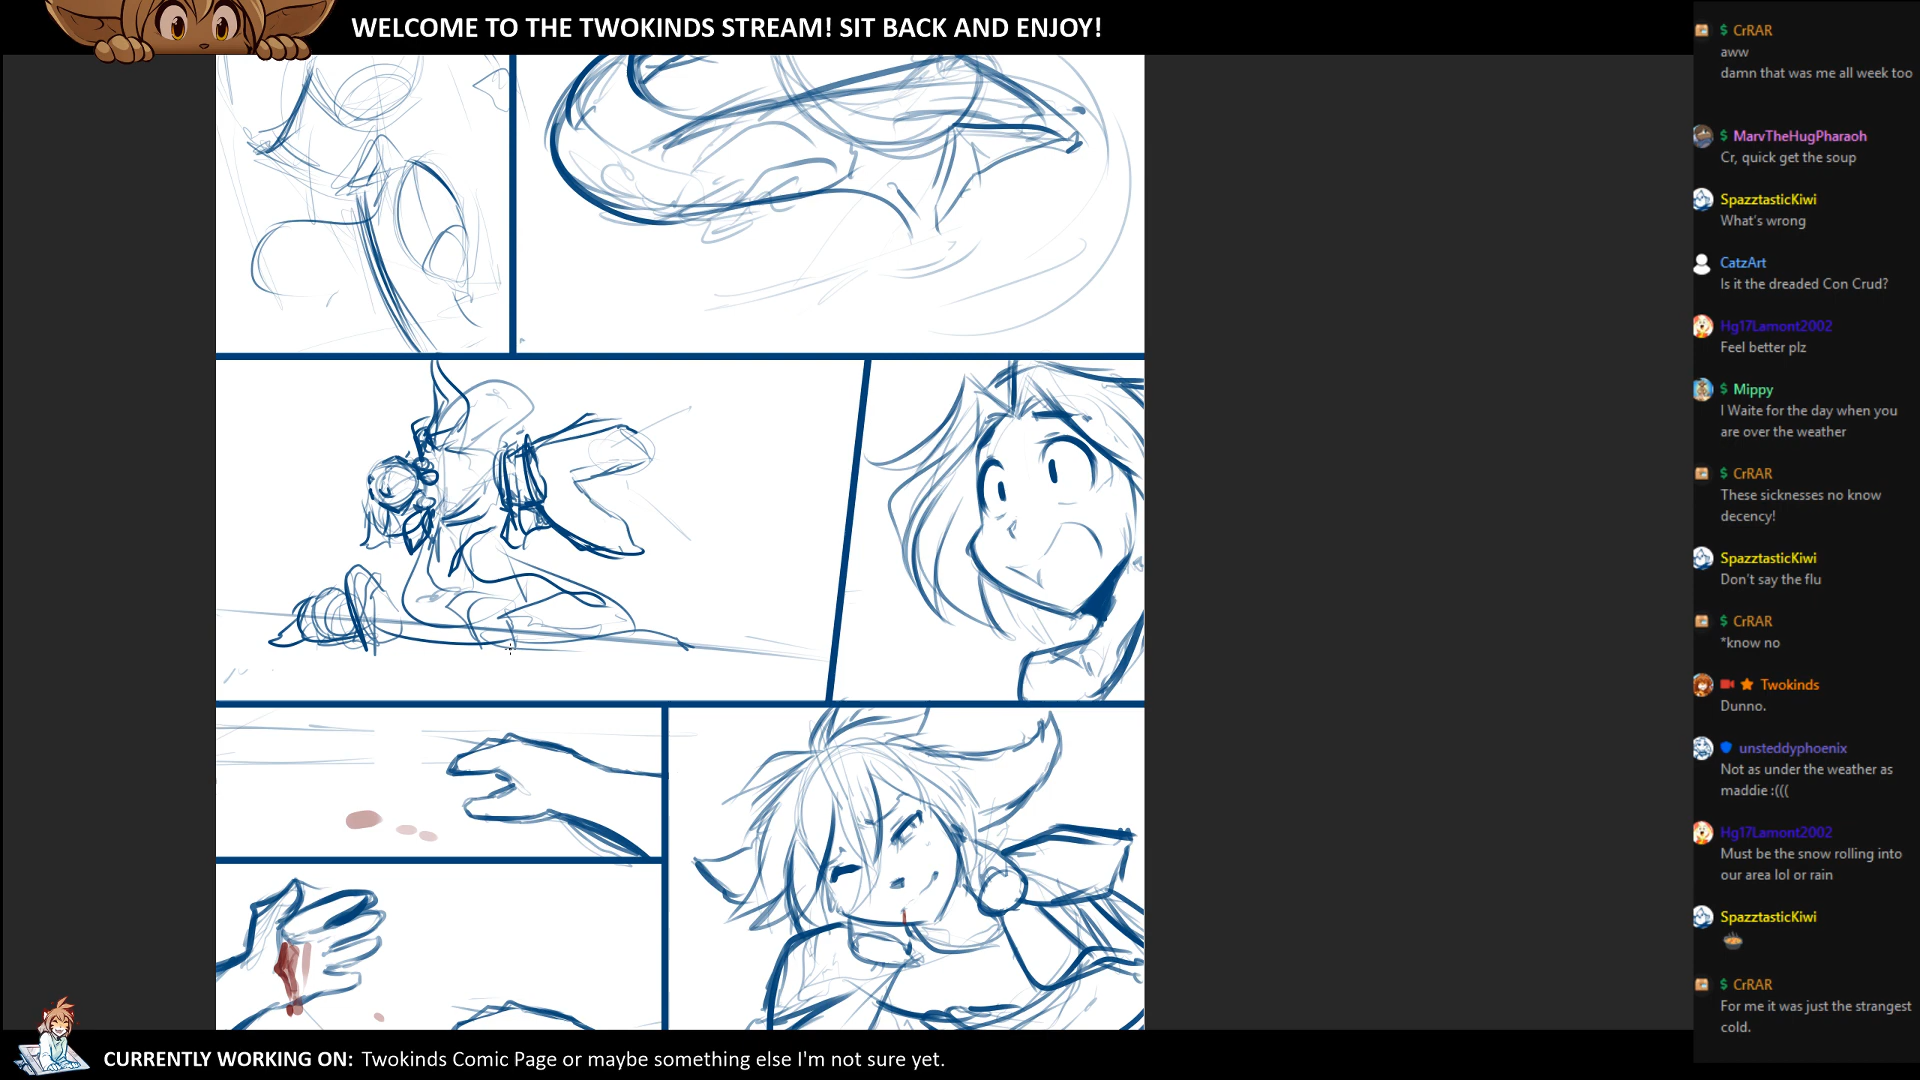 WELCOME TO THE TWOKINDS STREAM! SIT BACK AND ENJOY!
$ CrRAR
aww
damn that was me all week too
$ MarvTheHugPharaoh
Cr, quick get the soup
SpazztasticKiwi
What's wrong
CatzArt
Is it the dreaded Con Crud?
Hg17Lamont2002
Feel better plz
$ Mippy
I Waite for the day when you
are over the weather
$ CrRAR
These sicknesses no know
decency!
SpazztasticKiwi
Don't say the flu
$ CrRAR
*know no
Twokinds
Dunno.
unsteddyphoenix
Not as under the weather as
maddie :(((
Hg17Lamont2002
Must be the snow rolling into
our area lol or rain
SpazztasticKiwi
$ CrRAR
For me it was just the strangest
cold.
CURRENTLY WORKING ON: Twokinds Comic Page or maybe something else I'm not sure yet.